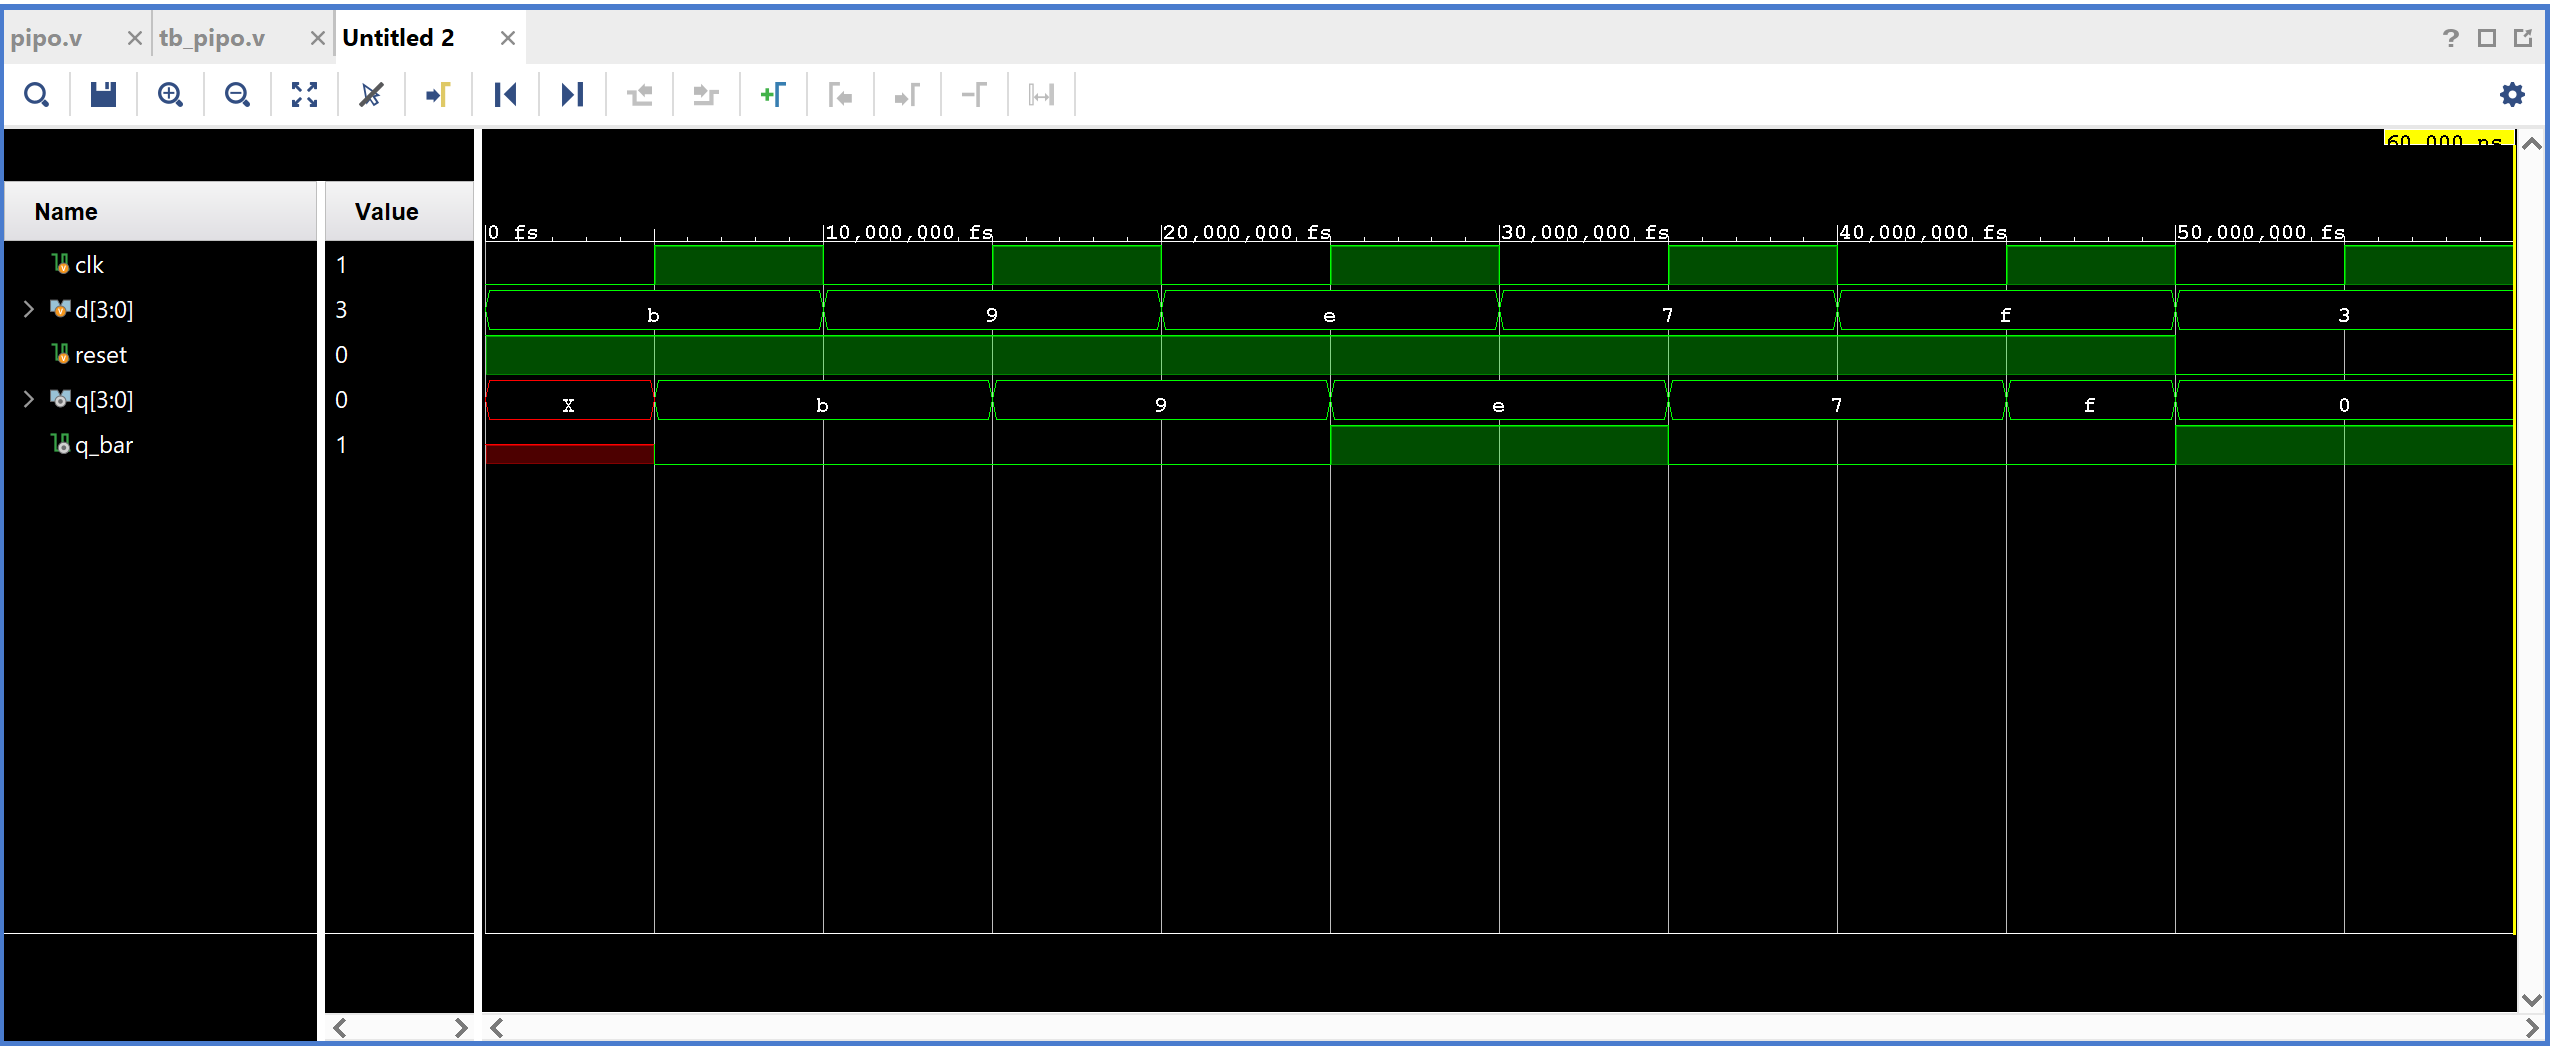 pipo.v tb_pipo.v Untitled 2
?
60.000 ns
Name Value
0 fs 10,000,000 fs 20,000,000 fs 30,000,000 fs 40,000,000 fs 50,000,000 fs
clk 1
d[3:0] 3 b 9 e 7 f 3
reset 0
q[3:0] 0 X b 9 e 7 f 0
q_bar 1